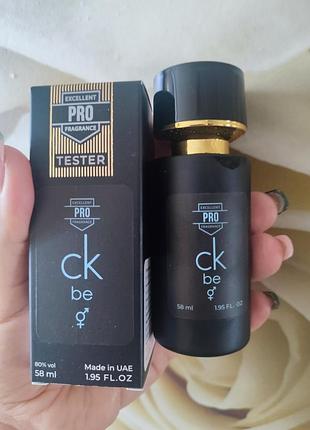 EXCELLENT
PRO
FRAGRANCE
TESTER
EXCELLENT
PRO
FRAGRANCE
ck
be
80% vol
58 ml
Made in UAE
1.95 FL.OZ
EXCELLENT
PRO
FRAGRANCE
ck
be
58 ml
1.95 FL. OZ